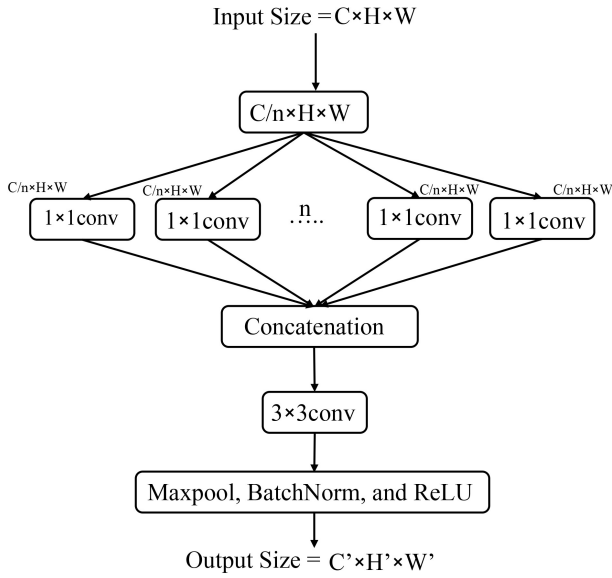 Input Size = C×H×W
C/n×H×W
C/n×H×W C/n×H×W n C/n×H×W C/n×H×W
1×1conv 1×1conv ..... 1×1conv 1×1conv
Concatenation
3×3conv
Maxpool, BatchNorm, and ReLU
Output Size = C'×H'×W'